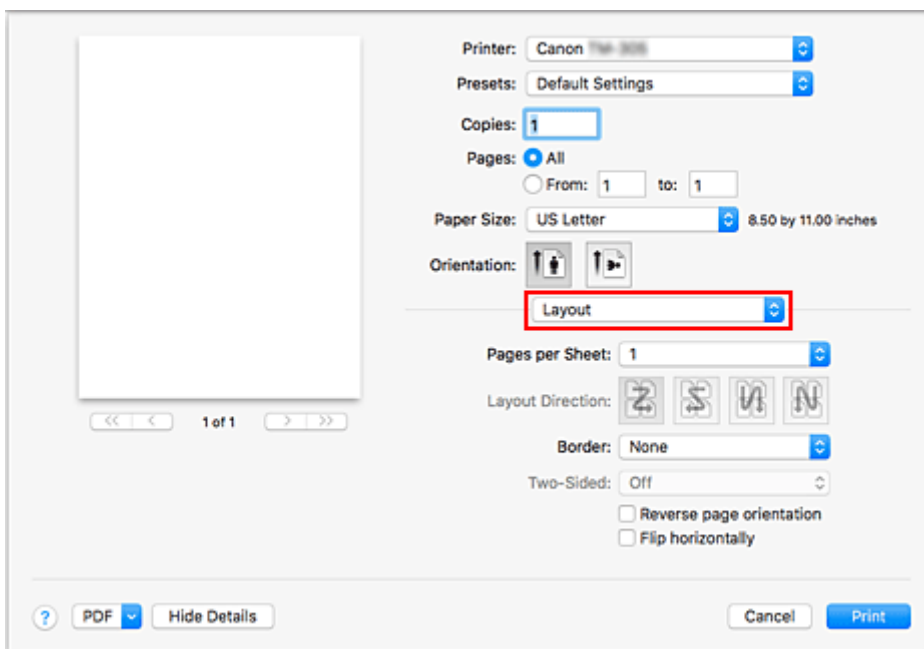 Printer: Canon
Presets: Default Settings
Copies: 1
Pages: All
From: 1 to: 1
Paper Size: US Letter 8.50 by 11.00 inches
Orientation:
Layout
Pages per Sheet: 1
Layout Direction:
1 of 1
Border: None
Two-Sided: Off
Reverse page orientation
Flip horizontally
? PDF Hide Details Cancel Print